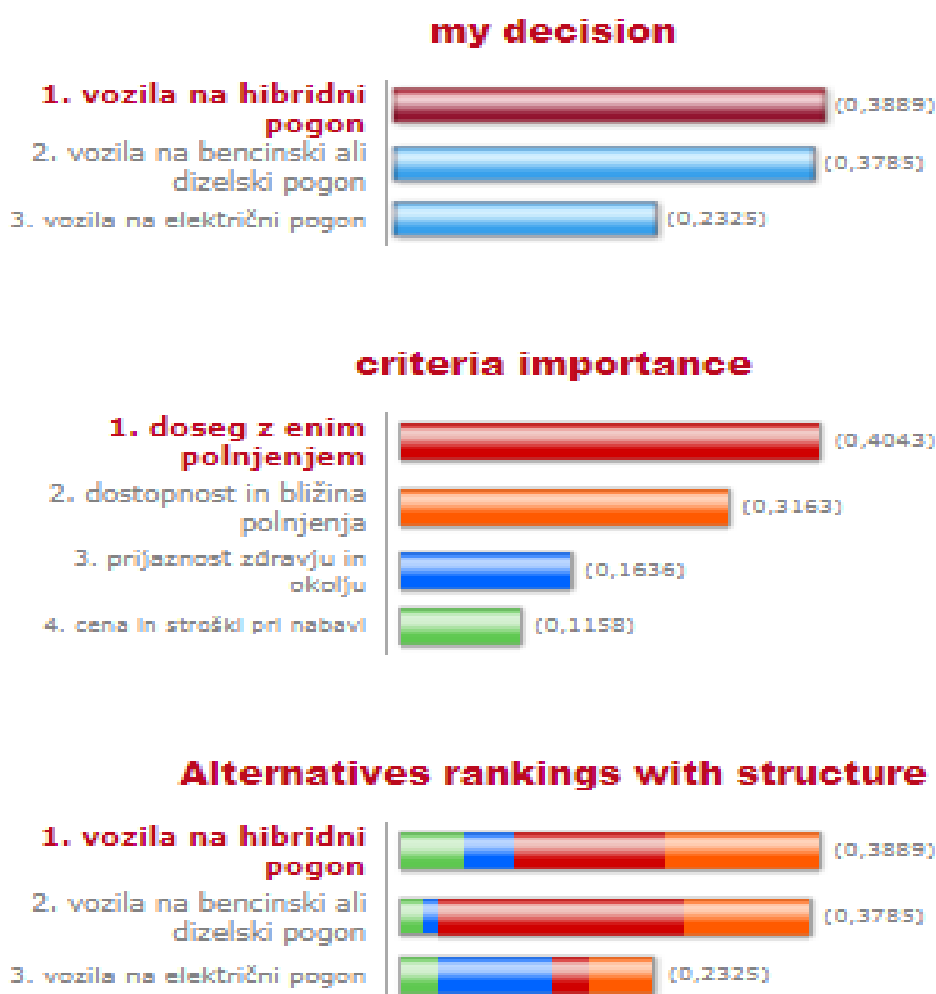 my decision
1. vozila na hibridni
pogon
(0,3889)
2. vozila na bencinski ali
dizelski pogon
(0,3785)
3. vozila na električni pogon
(0,2325)
criteria importance
1. doseg z enim
polnjenjem
(0,4043)
2. dostopnost in bližina
polnjenja
(0,3163)
3. prijaznost zdravju in
okolju
(0,1636)
4. cena in stroški pri nabavi
(0,1158)
Alternatives rankings with structure
1. vozila na hibridni
pogon
(0,3889)
2. vozila na bencinski ali
dizelski pogon
(0,3785)
3. vozila na električni pogon
(0,2325)